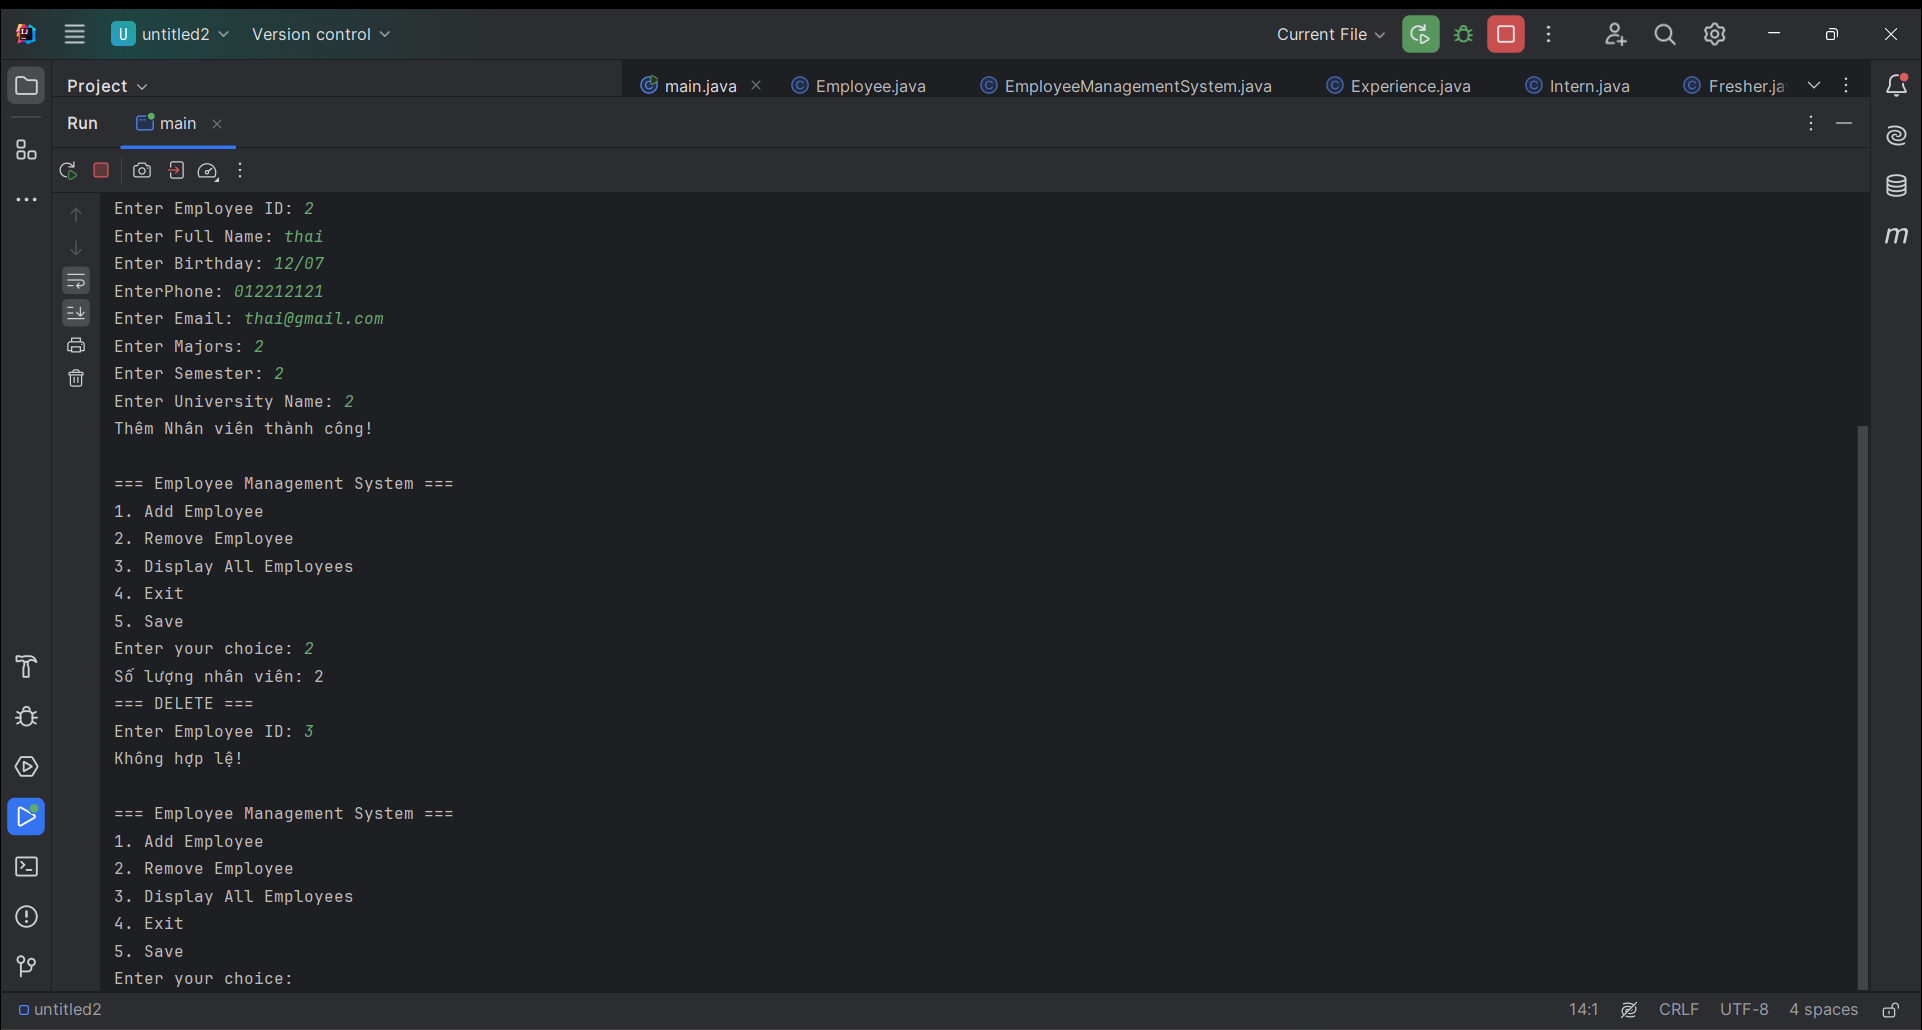 U untitled2 Version control Current File
Project main.java Employee.java EmployeeManagementSystem.java Experience.java Intern.java Fresher.ja
Run main
Enter Employee ID: 2
Enter Full Name: thai
Enter Birthday: 12/07
EnterPhone: 012212121
Enter Email: thai@gmail.com
Enter Majors: 2
Enter Semester: 2
Enter University Name: 2
Thêm Nhân viên thành công!
=== Employee Management System ===
1. Add Employee
2. Remove Employee
3. Display All Employees
4. Exit
5. Save
Enter your choice: 2
Số lượng nhân viên: 2
=== DELETE ===
Enter Employee ID: 3
Không hợp lệ!
=== Employee Management System ===
1. Add Employee
2. Remove Employee
3. Display All Employees
4. Exit
5. Save
Enter your choice:
untitled2 14:1 CRLF UTF-8 4 spaces